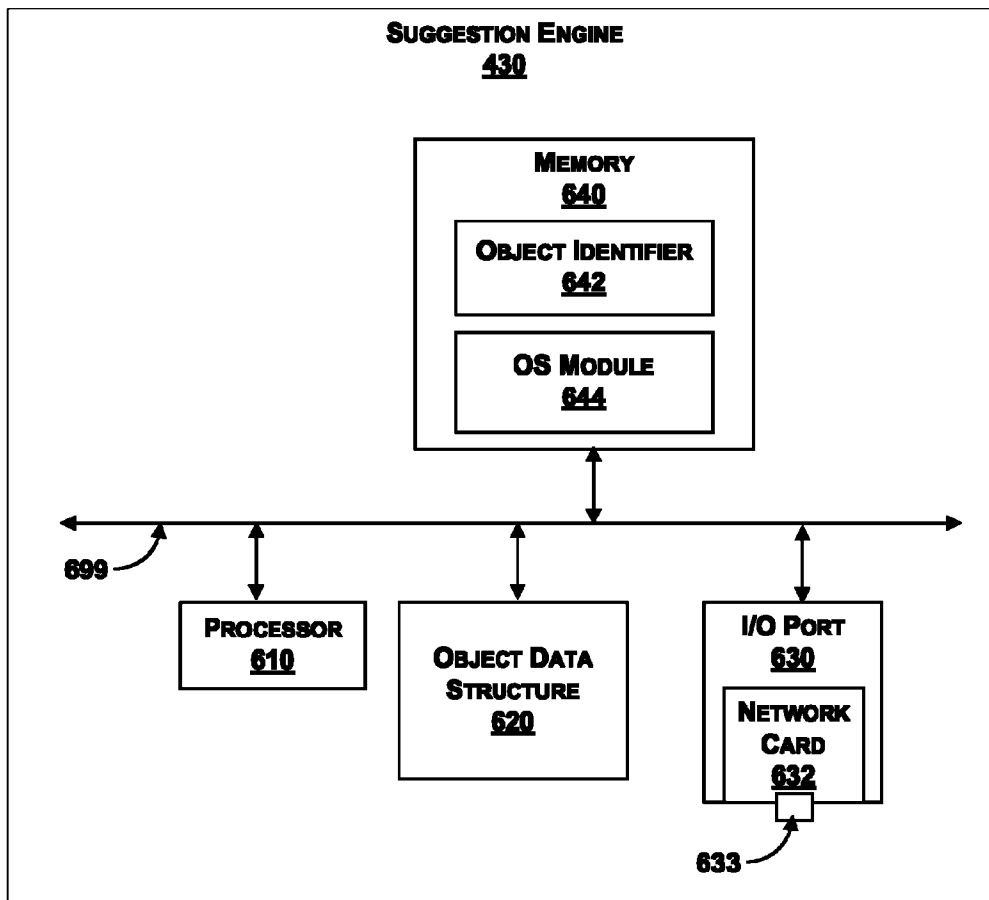 SUGGESTION ENGINE
430
MEMORY
640
OBJECT IDENTIFIER
642
OS MODULE
644
699
PROCESSOR
610
OBJECT DATA
STRUCTURE
620
I/O PORT
630
NETWORK
CARD
632
633